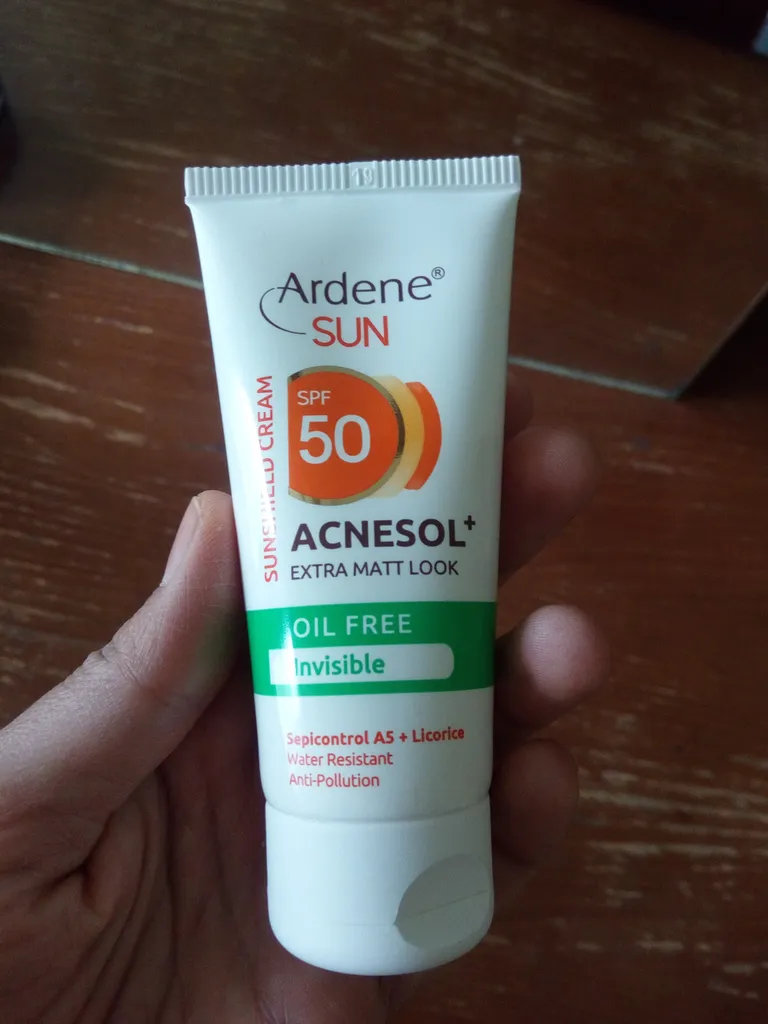 19
Ardene®
SUN
SUNSHIELD CREAM
SPF
50
ACNESOL+
EXTRA MATT LOOK
OIL FREE
Invisible
Sepicontrol A5 + Licorice
Water Resistant
Anti-Pollution